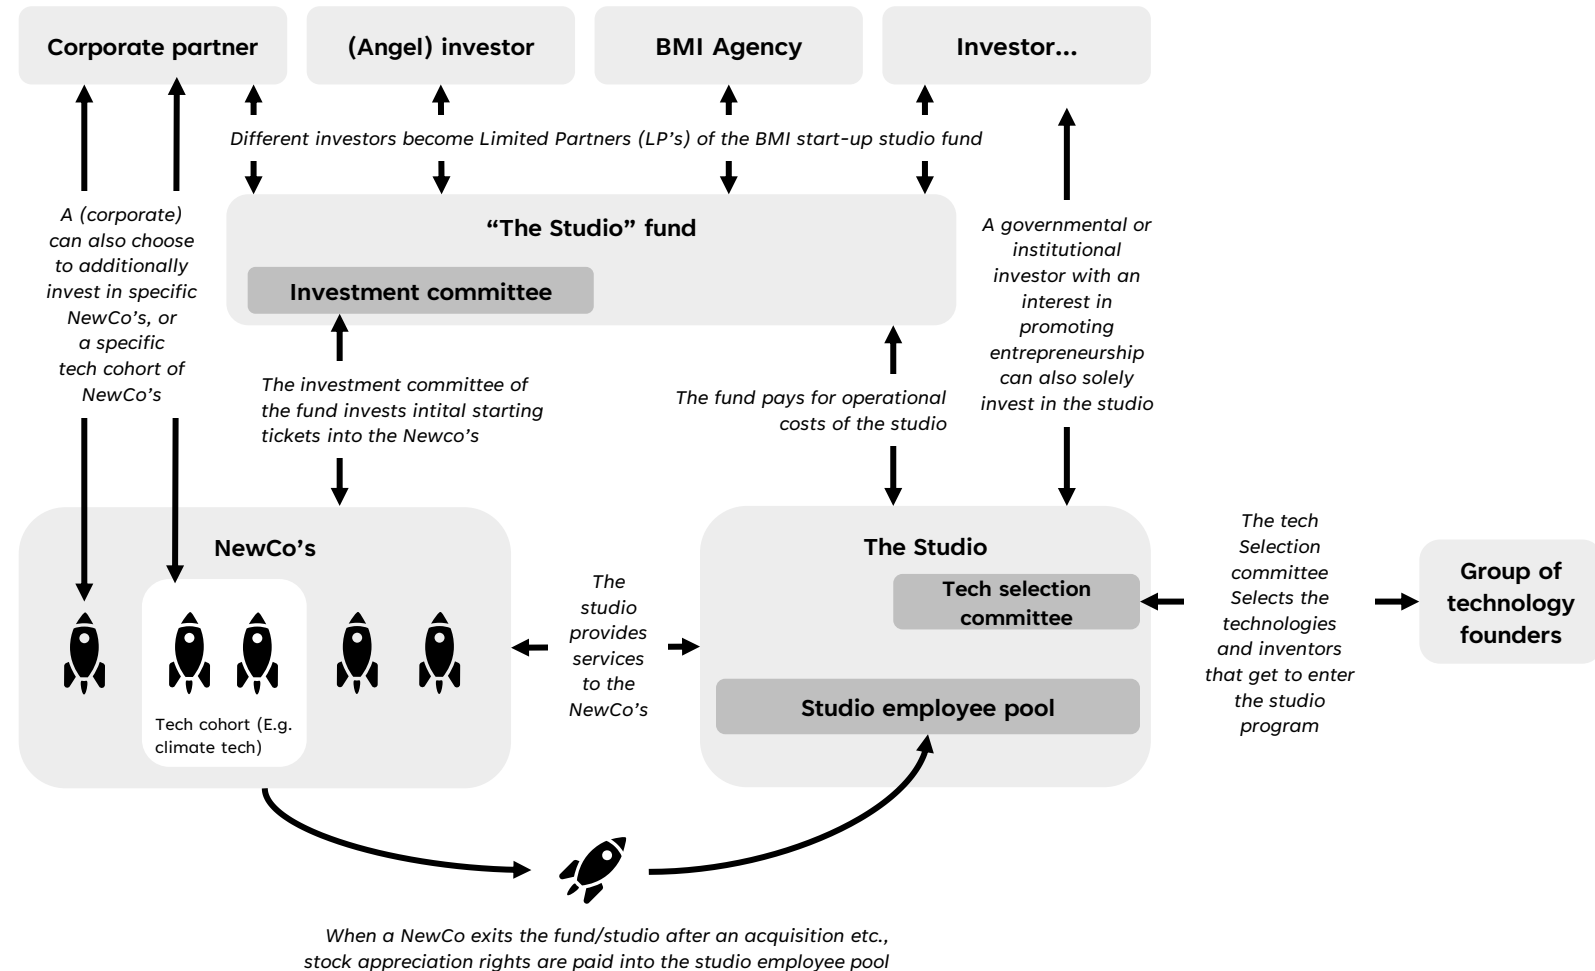 Corporate partner
(Angel) investor
BMI Agency
Investor...
Different investors become Limited Partners (LP's) of the BMI start-up studio fund
A (corporate)
can also choose
to additionally
invest in specific
NewCo's, or
a specific
tech cohort of
NewCo's
“The Studio” fund
Investment committee
A governmental or
institutional
investor with an
interest in
promoting
entrepreneurship
can also solely
invest in the studio
The investment committee of
the fund invests intital starting
tickets into the Newco's
The fund pays for operational
costs of the studio
NewCo's
Tech cohort (E.g.
climate tech)
The
studio
provides
services
to the
NewCo's
The Studio
Tech selection
committee
Studio employee pool
The tech
Selection
committee
Selects the
technologies
and inventors
that get to enter
the studio
program
Group of
technology
founders
When a NewCo exits the fund/studio after an acquisition etc.,
stock appreciation rights are paid into the studio employee pool